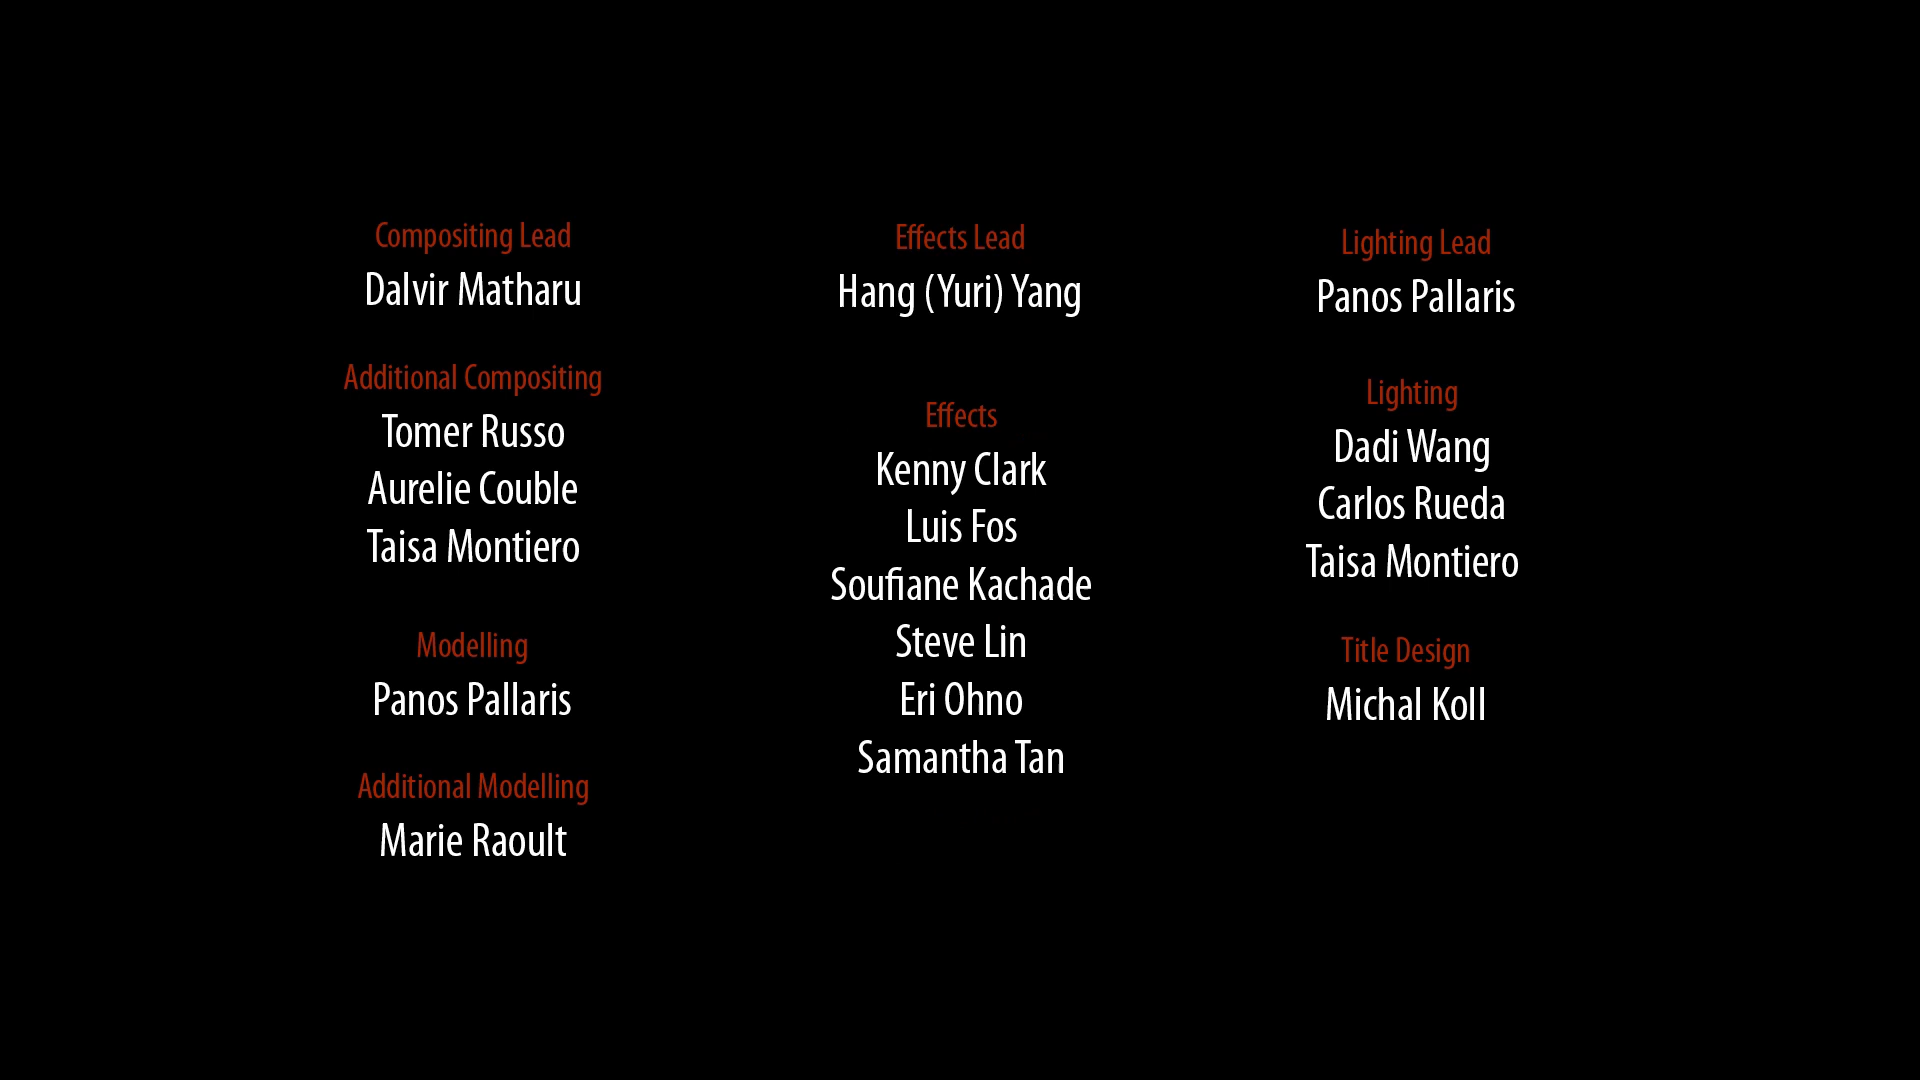 Compositing Lead
Dalvir Matharu
Additional Compositing
Tomer Russo
Aurelie Couble
Taisa Montiero
Modelling
Panos Pallaris
Additional Modelling
Marie Raoult
Effects Lead
Hang (Yuri) Yang
Effects
Kenny Clark
Luis Fos
Soufiane Kachade
Steve Lin
Eri Ohno
Samantha Tan
Lighting Lead
Panos Pallaris
Lighting
Dadi Wang
Carlos Rueda
Taisa Montiero
Title Design
Michal Koll